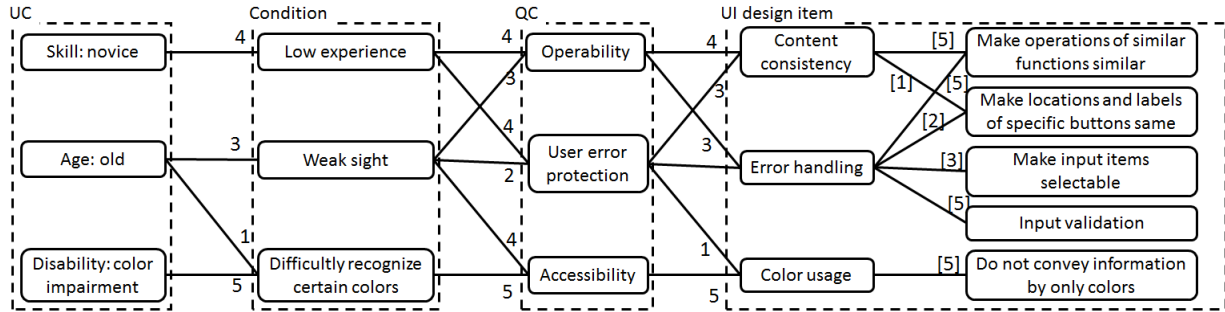 UC
Condition
QC
UI design item
Skill: novice
4
Low experience
4
Operability
4
Content
consistency
[5]
Make operations of similar
functions similar
3
3
[1]
[5]
Make locations and labels
of specific buttons same
4
[2]
Age: old
3
Weak sight
2
User error
protection
3
Error handling
[3]
Make input items
selectable
[5]
Input validation
1
4
1
Disability: color
impairment
5
Difficultly recognize
certain colors
5
Accessibility
5
Color usage
[5]
Do not convey information
by only colors